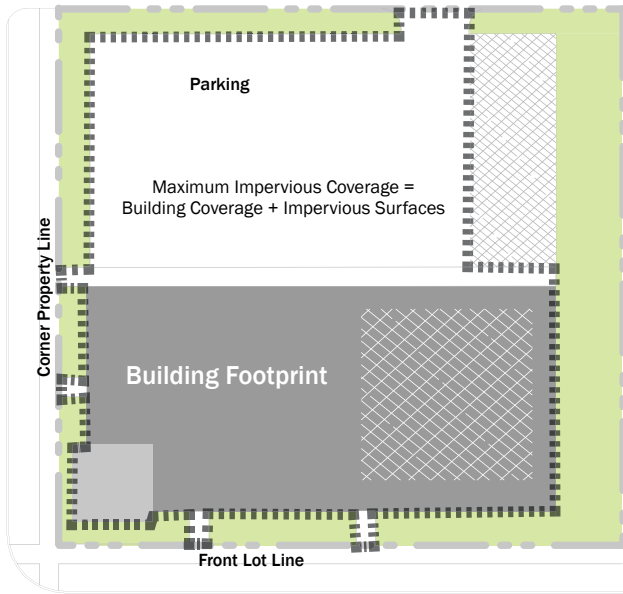 Parking
Maximum Impervious Coverage =
Building Coverage + Impervious Surfaces
Corner Property Line
Building Footprint
Front Lot Line